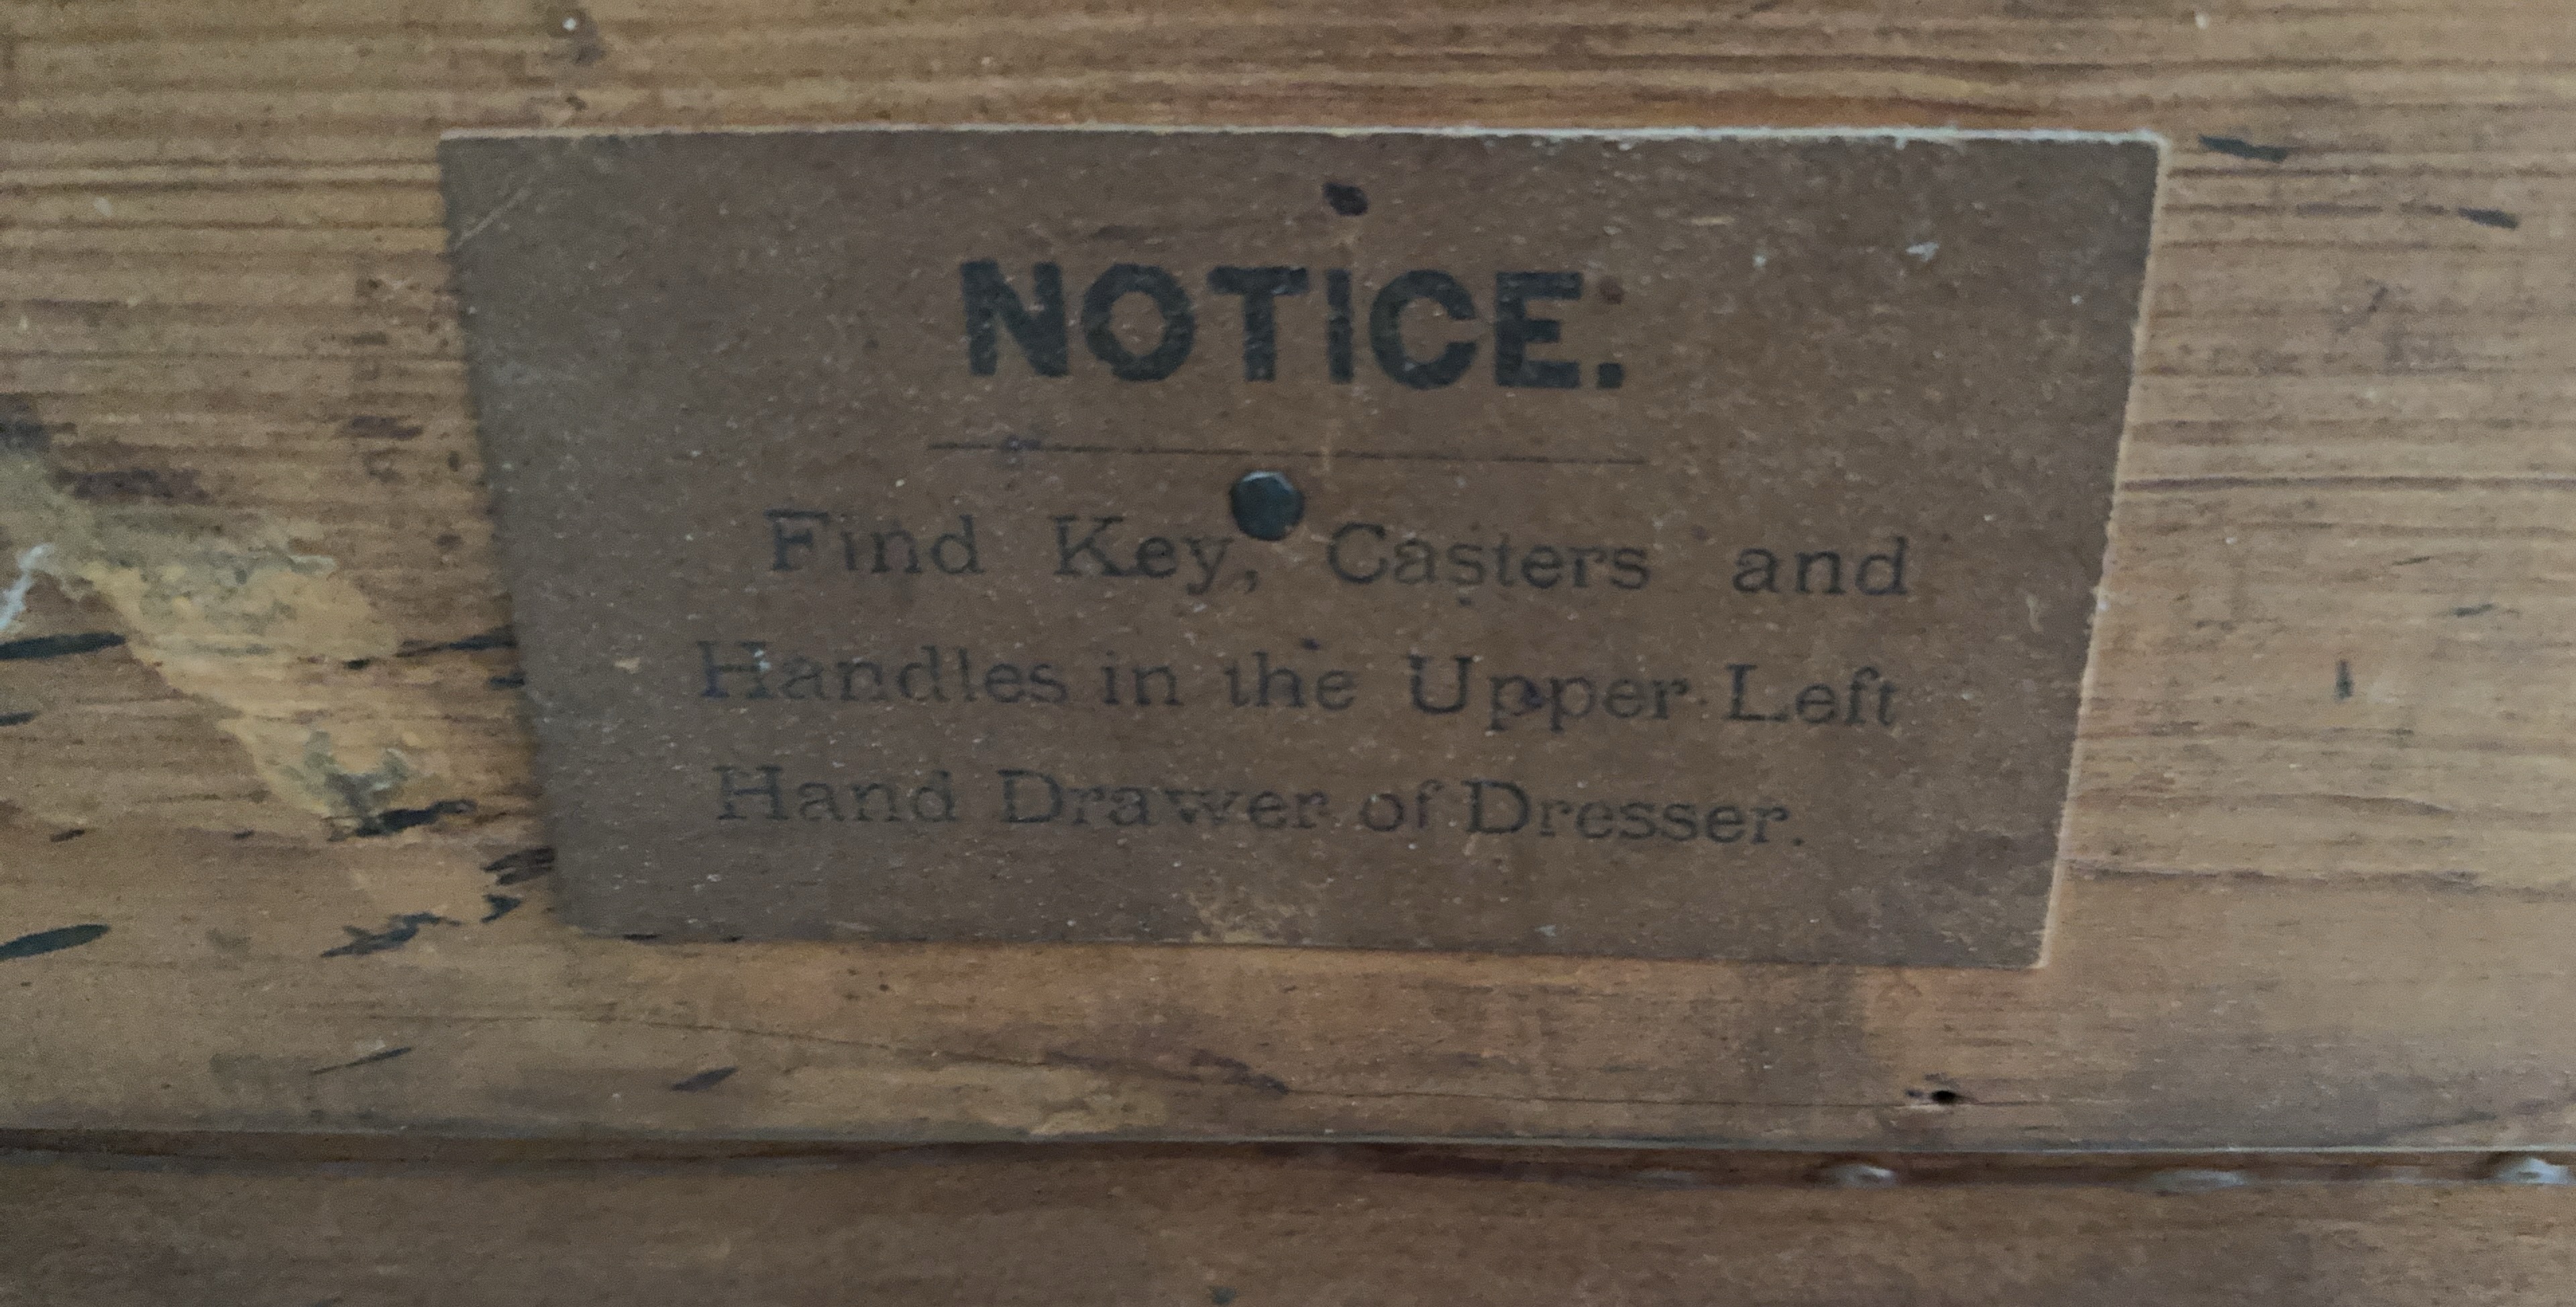 NOTICE.
Find Key, Casters and
Handles in the Upper Left
Hand Drawer of Dresser.